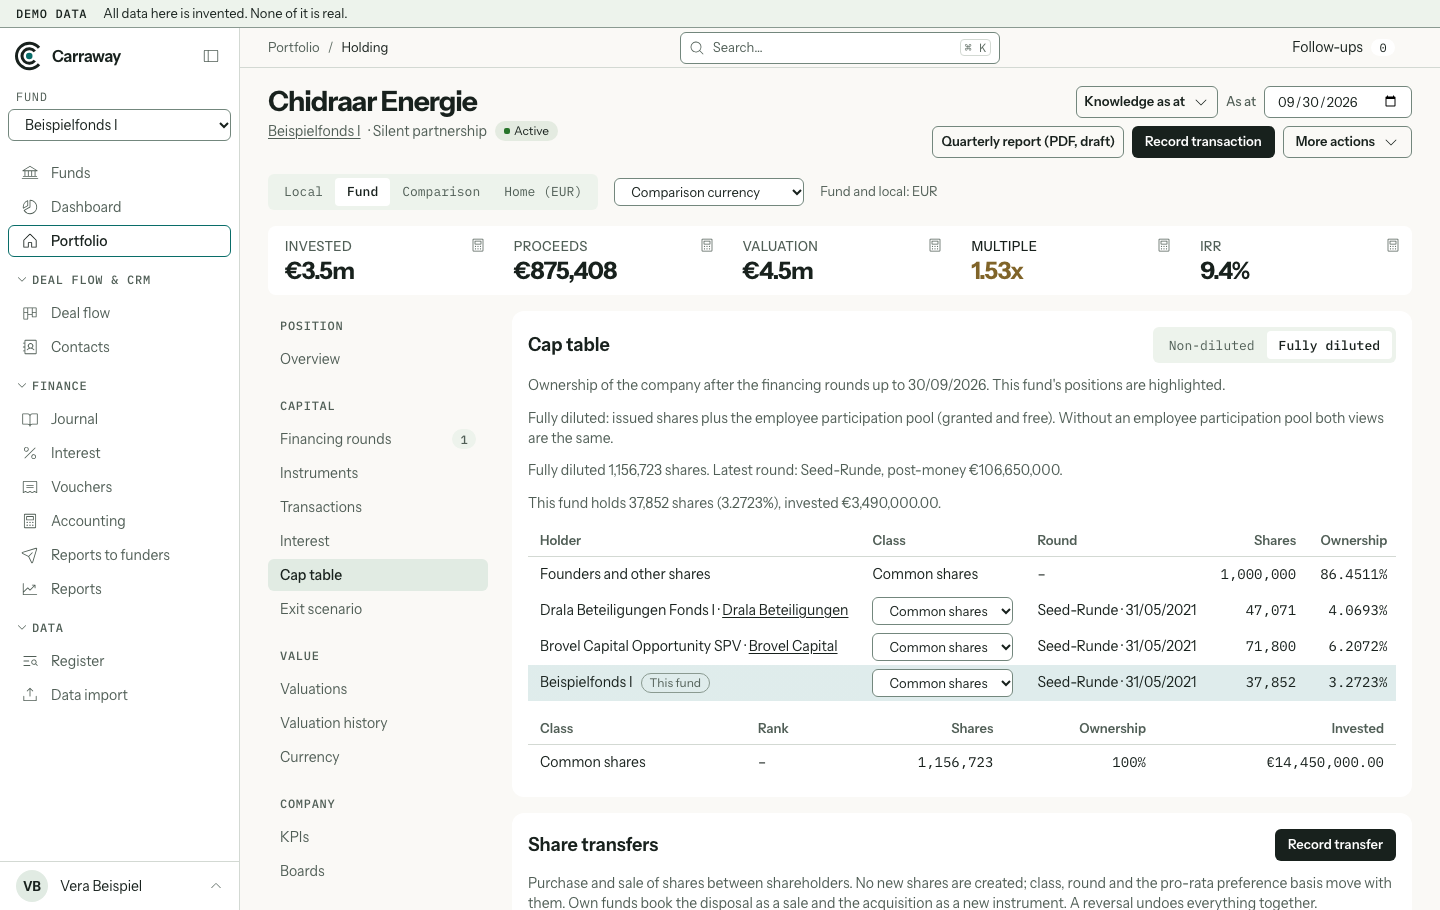 DEMO DATA All data here is invented. None of it is real.
Carraway
FUND
Beispielfonds I
Funds
Dashboard
Portfolio
DEAL FLOW & CRM
Deal flow
Contacts
FINANCE
Journal
Interest
Vouchers
Accounting
Reports to funders
Reports
DATA
Register
Data import
VB Vera Beispiel
Portfolio / Holding
Search... ⌘ K
Follow-ups 0
Chidraar Energie
Beispielfonds I · Silent partnership Active
Knowledge as at As at 09/30/2026
Quarterly report (PDF, draft) Record transaction More actions
Local Fund Comparison Home (EUR) Comparison currency Fund and local: EUR
INVESTED PROCEEDS VALUATION MULTIPLE IRR
€3.5m €875,408 €4.5m 1.53x 9.4%
POSITION
Overview
CAPITAL
Financing rounds 1
Instruments
Transactions
Interest
Cap table
Exit scenario
VALUE
Valuations
Valuation history
Currency
COMPANY
KPIs
Boards
Cap table Non-diluted Fully diluted
Ownership of the company after the financing rounds up to 30/09/2026. This fund's positions are highlighted.
Fully diluted: issued shares plus the employee participation pool (granted and free). Without an employee participation pool both views
are the same.
Fully diluted 1,156,723 shares. Latest round: Seed-Runde, post-money €106,650,000.
This fund holds 37,852 shares (3.2723%), invested €3,490,000.00.
Holder Class Round Shares Ownership
Founders and other shares Common shares – 1,000,000 86.4511%
Drala Beteiligungen Fonds I · Drala Beteiligungen Common shares Seed-Runde · 31/05/2021 47,071 4.0693%
Brovel Capital Opportunity SPV · Brovel Capital Common shares Seed-Runde · 31/05/2021 71,800 6.2072%
Beispielfonds I This fund Common shares Seed-Runde · 31/05/2021 37,852 3.2723%
Class Rank Shares Ownership Invested
Common shares – 1,156,723 100% €14,450,000.00
Share transfers Record transfer
Purchase and sale of shares between shareholders. No new shares are created; class, round and the pro-rata preference basis move with
them. Own funds book the disposal as a sale and the acquisition as a new instrument. A reversal undoes everything together.